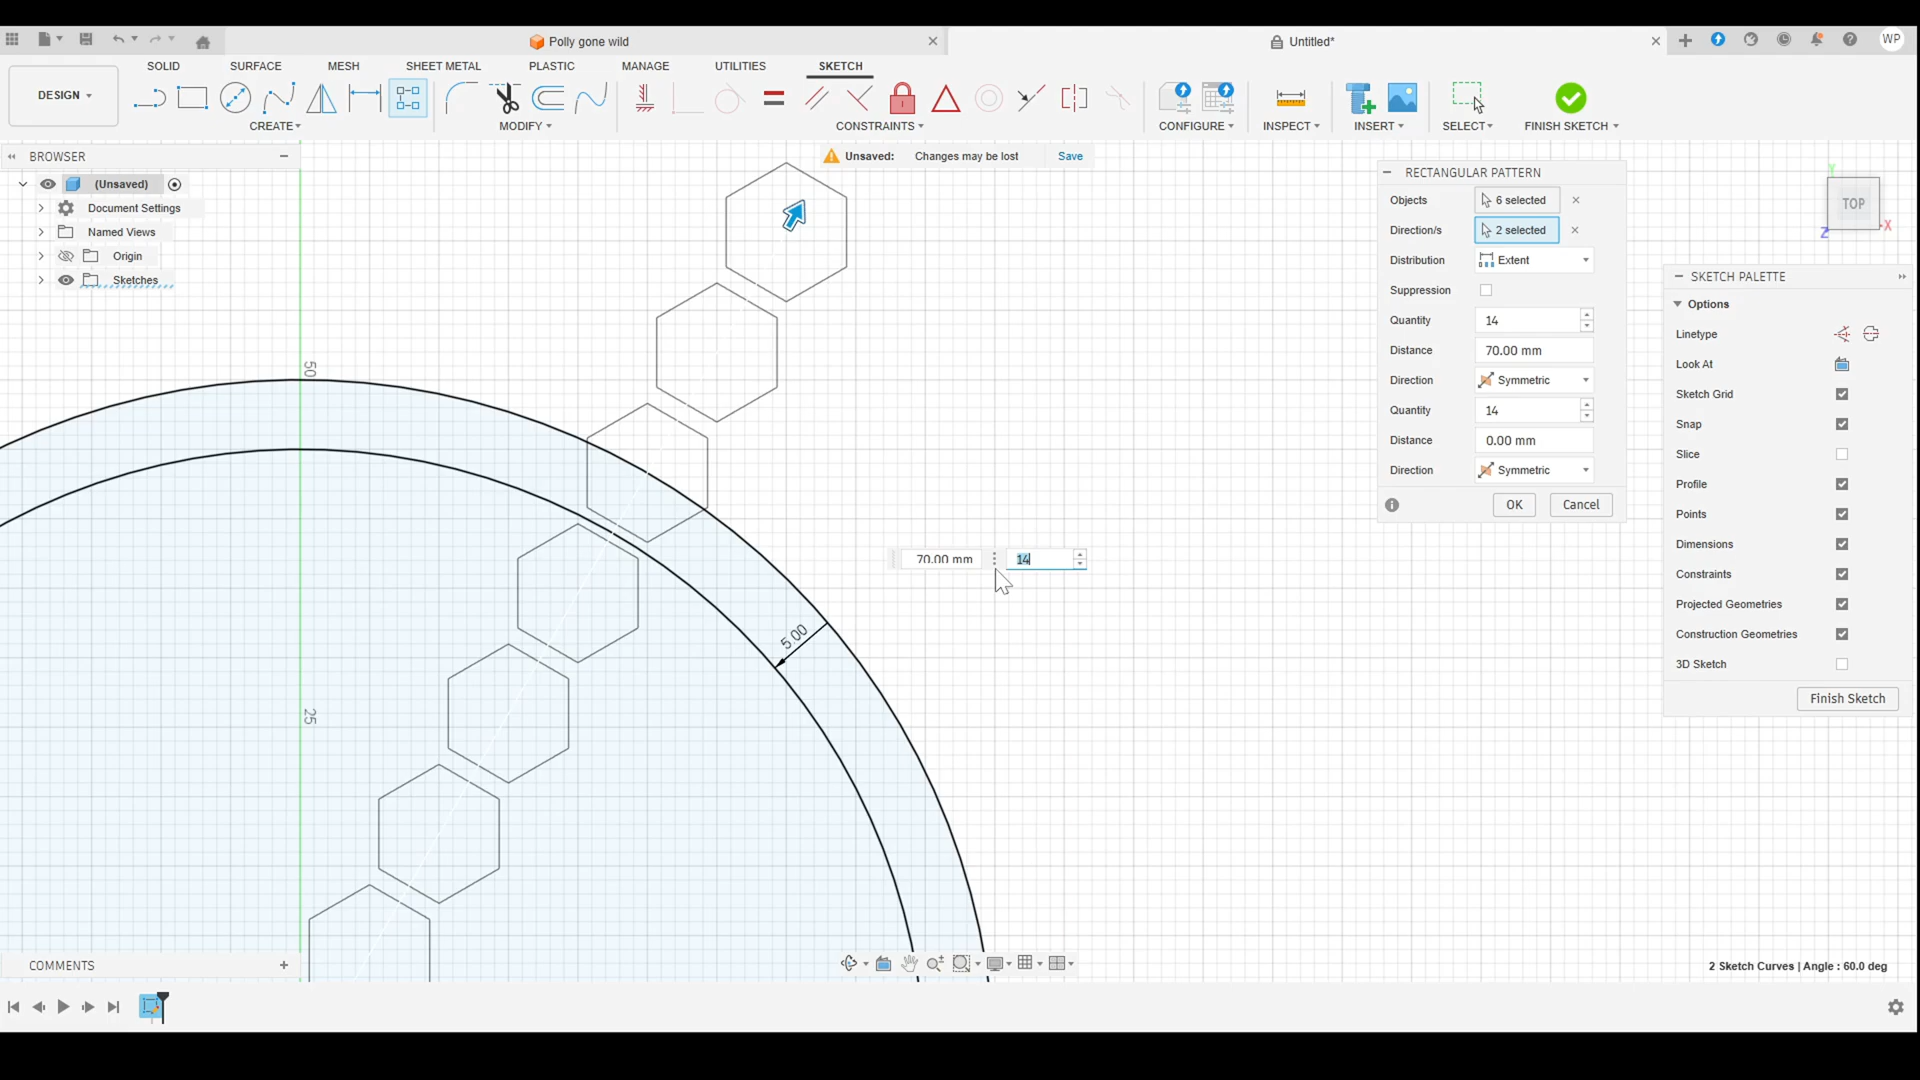 Polly gone wild
Untitled*
WP
SOLID SURFACE MESH SHEET METAL PLASTIC MANAGE UTILITIES SKETCH
DESIGN
CREATE MODIFY CONSTRAINTS CONFIGURE INSPECT INSERT SELECT FINISH SKETCH
BROWSER
Unsaved: Changes may be lost Save
(Unsaved)
Document Settings
Named Views
Origin
Sketches
RECTANGULAR PATTERN
Objects 6 selected
Direction/s 2 selected
Distribution Extent
Suppression
Quantity 14
Distance 70.00 mm
Direction Symmetric
Quantity 14
Distance 0.00 mm
Direction Symmetric
OK Cancel
TOP
Y
X
Z
SKETCH PALETTE
Options
Linetype
Look At
Sketch Grid
Snap
Slice
Profile
Points
Dimensions
Constraints
Projected Geometries
Construction Geometries
3D Sketch
Finish Sketch
50
70.00 mm 14
5.00
25
COMMENTS
2 Sketch Curves | Angle : 60.0 deg